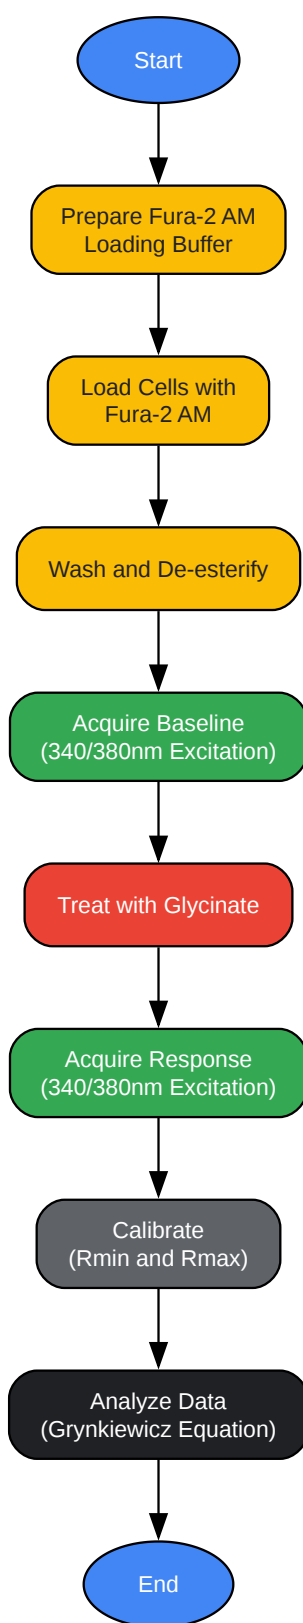 Start
Prepare Fura-2 AM
Loading Buffer
Load Cells with
Fura-2 AM
Wash and De-esterify
Acquire Baseline
(340/380nm Excitation)
Treat with Glycinate
Acquire Response
(340/380nm Excitation)
Calibrate
(Rmin and Rmax)
Analyze Data
(Grynkiewicz Equation)
End